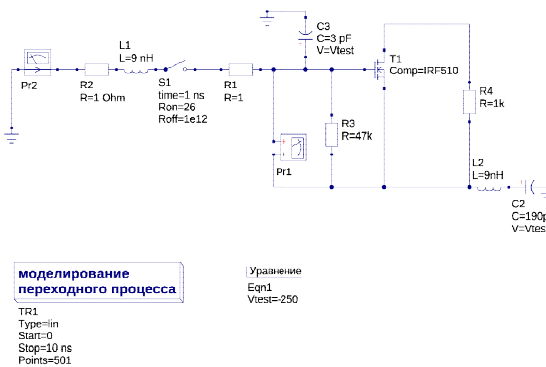 C3
C=3 pF
V=Vtest
L1
L=9 nH
T1
Comp=IRF510
Pr2
R2
R=1 Ohm
S1
time=1 ns
Ron=26
Roff=1e12
R1
R=1
R4
R=1k
R3
R=47k
Pr1
L2
L=9nH
C2
C=190p
V=Vtes
моделирование
переходного процесса
TR1
Type=lin
Start=0
Stop=10 ns
Points=501
Уравнение
Eqn1
Vtest=-250